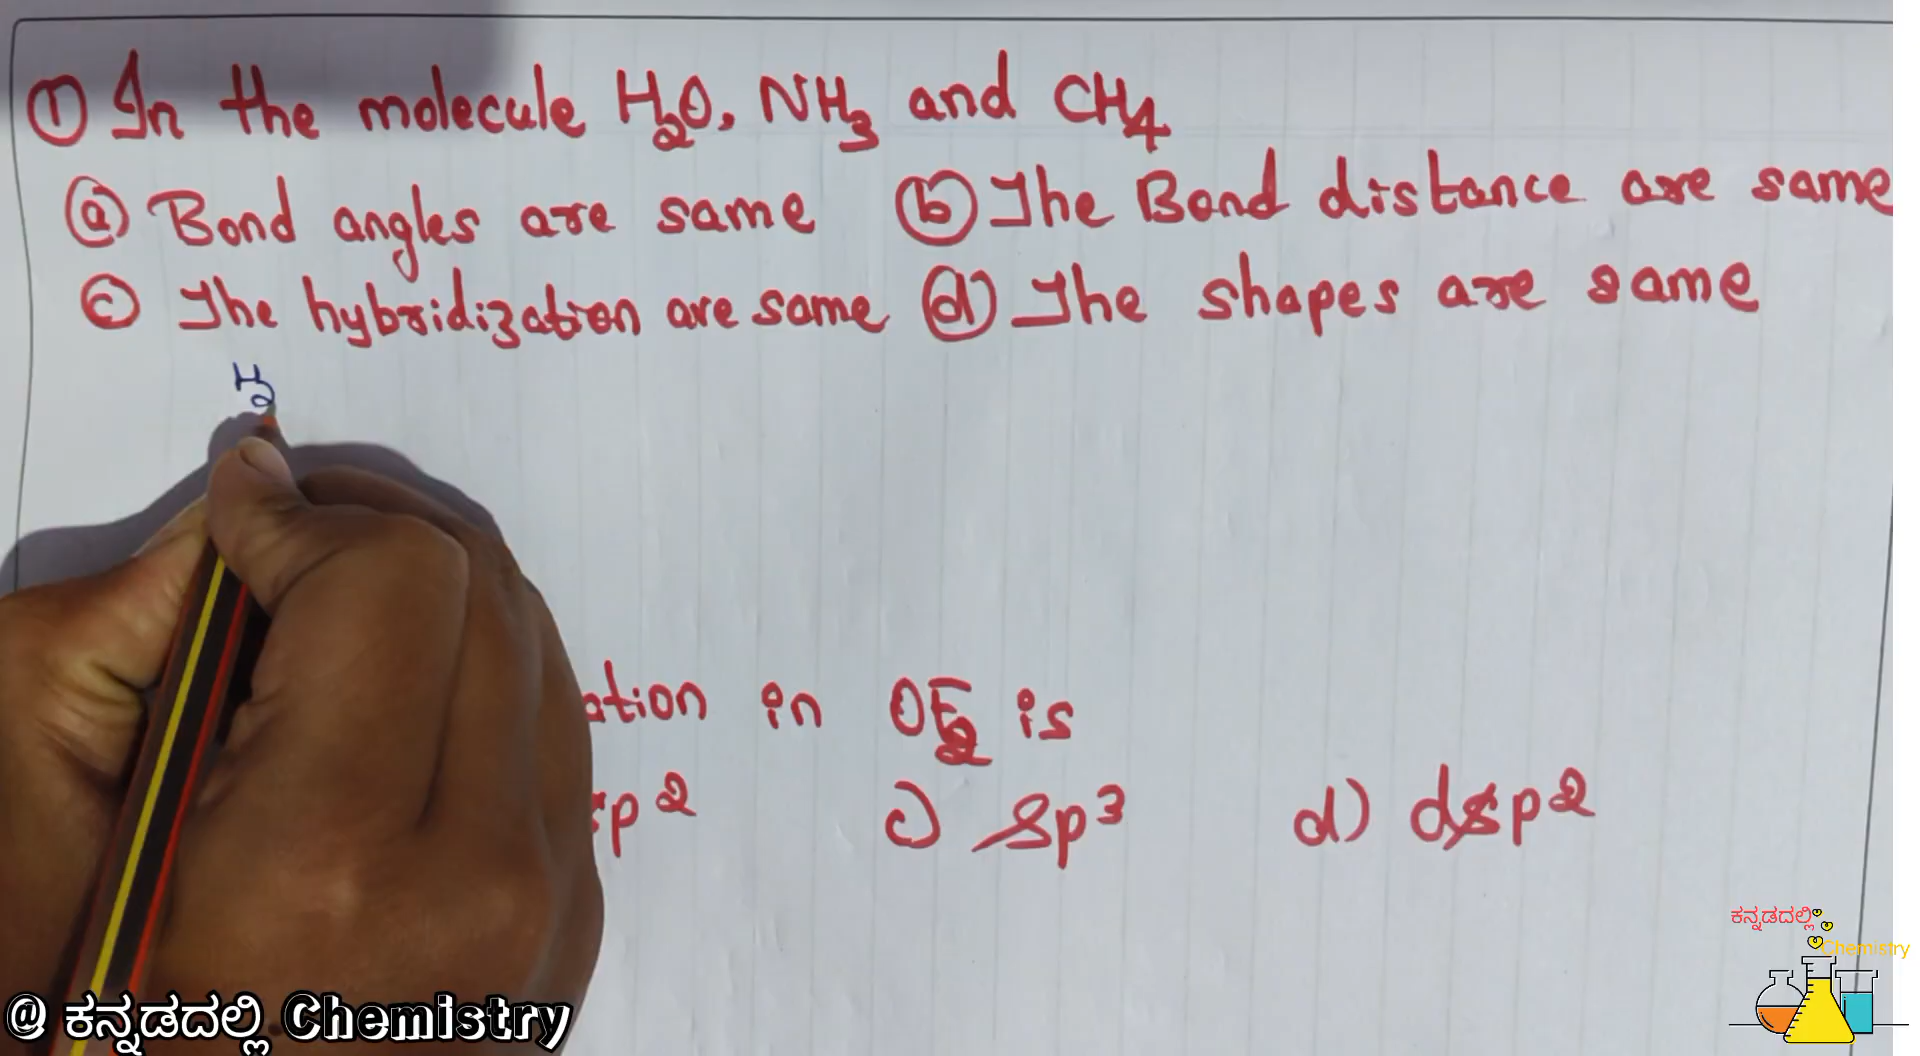 ① In the molecule H₂O, NH₃ and CH₄
ⓐ Bond angles are same ⓑ The Bond distance are same
ⓒ The hybridization are same ⓓ The shapes are same
H₂
ation in OF₂ is
sp² c) sp³ d) dsp²
ಕನ್ನಡದಲ್ಲಿ
Chemistry
@ ಕನ್ನಡದಲ್ಲಿ Chemistry